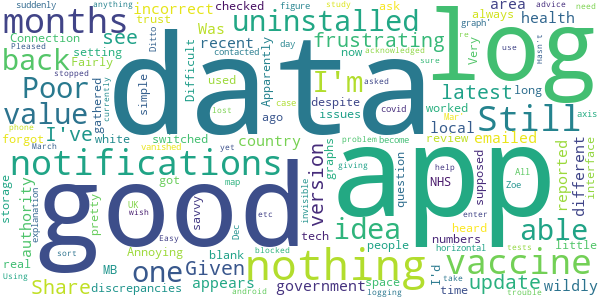 months
uninstalled
frustrating
incorrect
checked
suddenly
figure
anything
study
graph'
advice
need
Pleased
Connection
Ditto
trust
always
ask
acknowledged
re
area
health
stopped
setting
Was
recent
Difficult
Apparently
day
contacted
sure
use
Hasn't
Fairly
see
back
Poor
value
I've
gathered
currently
March
data
log
used
simple
lost
ago
I'm
now
despite
issues
case
asked
covid
Very
latest
long
Still
worked
local
axis
phone
forgot
white
switched
country
graphs
review
emailed
notifications
vanished
yet
version
NHS
problem
become
question
giving
help
supposed
All
Zoe
reported
different
interface
storage
authority
explanation
UK
got
map
good
wish
savvy
etc
invisible
tech
app
idea
people
numbers
enter
heard
horizontal
tests
able
little
real
pretty
Dec
Easy
sort
Using
MB
Annoying
blank
one
Given
nothing
vaccine
Share
discrepancies
appears
android
blocked
government
space
logging
I'd
time
take
trouble
Mar
update
wildly